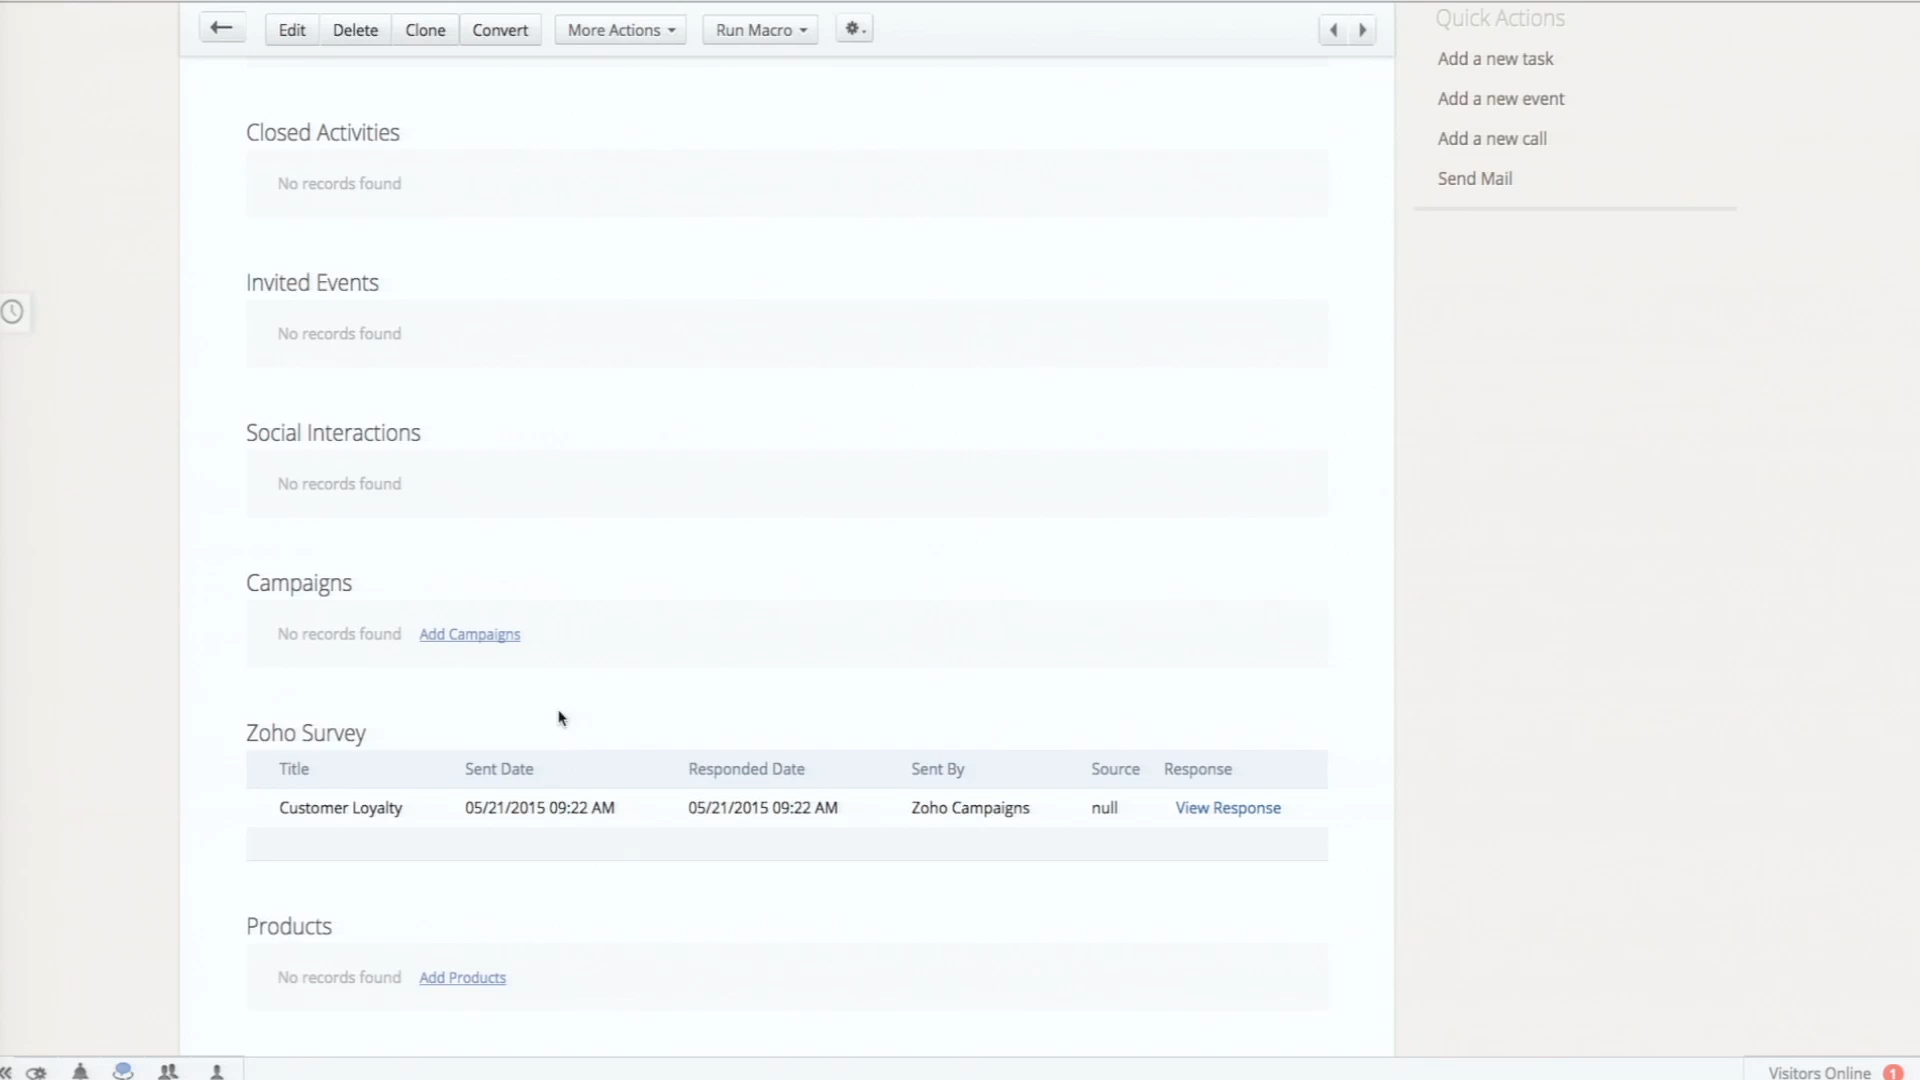 Edit Delete Clone Convert More Actions Run Macro
Quick Actions
Add a new task
Add a new event
Add a new call
Send Mail
Closed Activities
No records found
Invited Events
No records found
Social Interactions
No records found
Campaigns
No records found Add Campaigns
Zoho Survey
Title Sent Date Responded Date Sent By Source Response
Customer Loyalty 05/21/2015 09:22 AM 05/21/2015 09:22 AM Zoho Campaigns null View Response
Products
No records found Add Products
Visitors Online 1